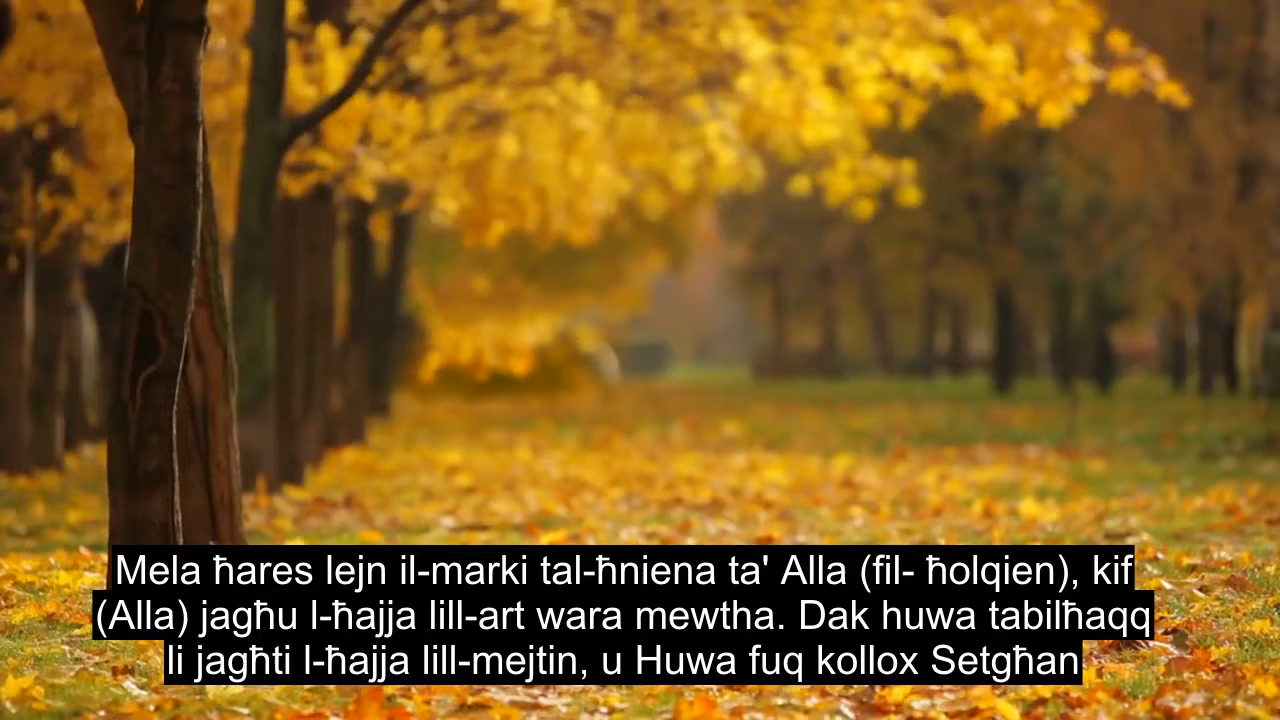 Mela ħares lejn il-marki tal-ħniena ta' Alla (fil- ħolqien), kif
(Alla) jagħu l-ħajja lill-art wara mewtha. Dak huwa tabilħaqq
li jagħti l-ħajja lill-mejtin, u Huwa fuq kollox Setgħan